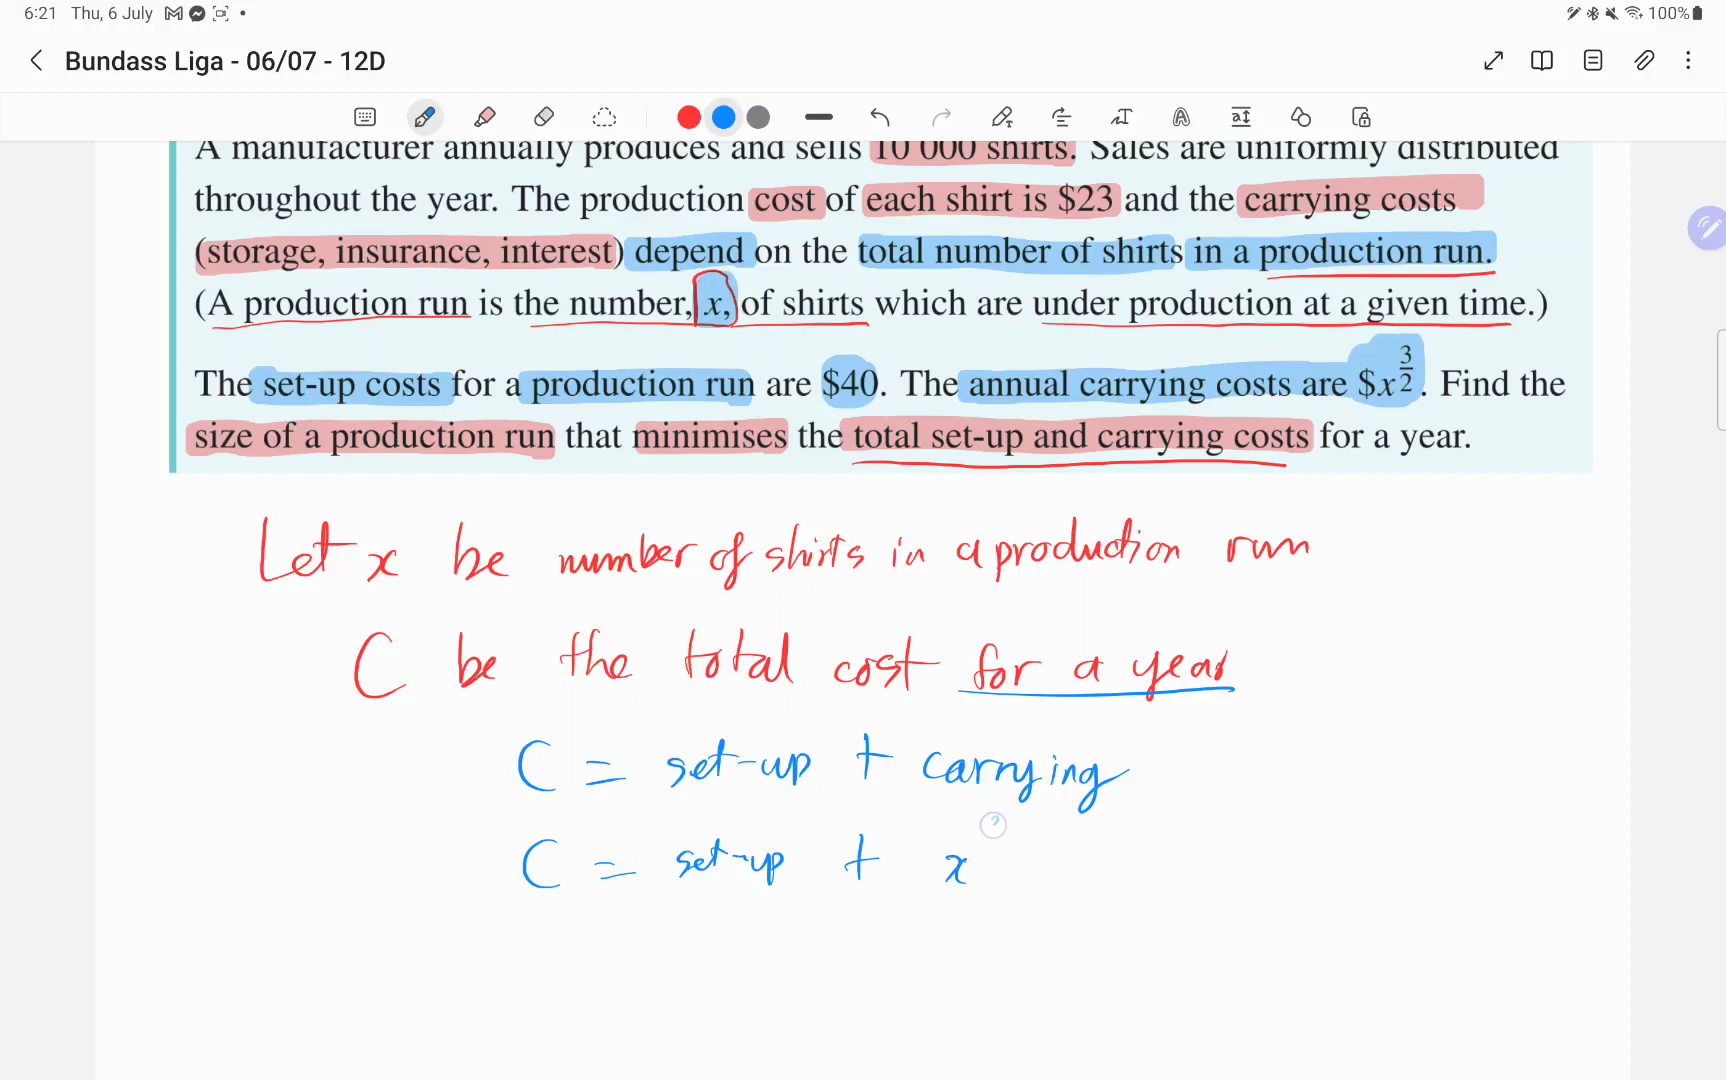 6:21 Thu, 6 July 100%
Bundass Liga - 06/07 - 12D
A manufacturer annually produces and sells 10 000 shirts. Sales are uniformly distributed
throughout the year. The production cost of each shirt is $23 and the carrying costs
(storage, insurance, interest) depend on the total number of shirts in a production run.
(A production run is the number, x, of shirts which are under production at a given time.)
The set-up costs for a production run are $40. The annual carrying costs are $x^{3/2}. Find the
size of a production run that minimises the total set-up and carrying costs for a year.
Let x be number of shirts in a production run
C be the total cost for a year
C = set-up + carrying
C = set-up + x